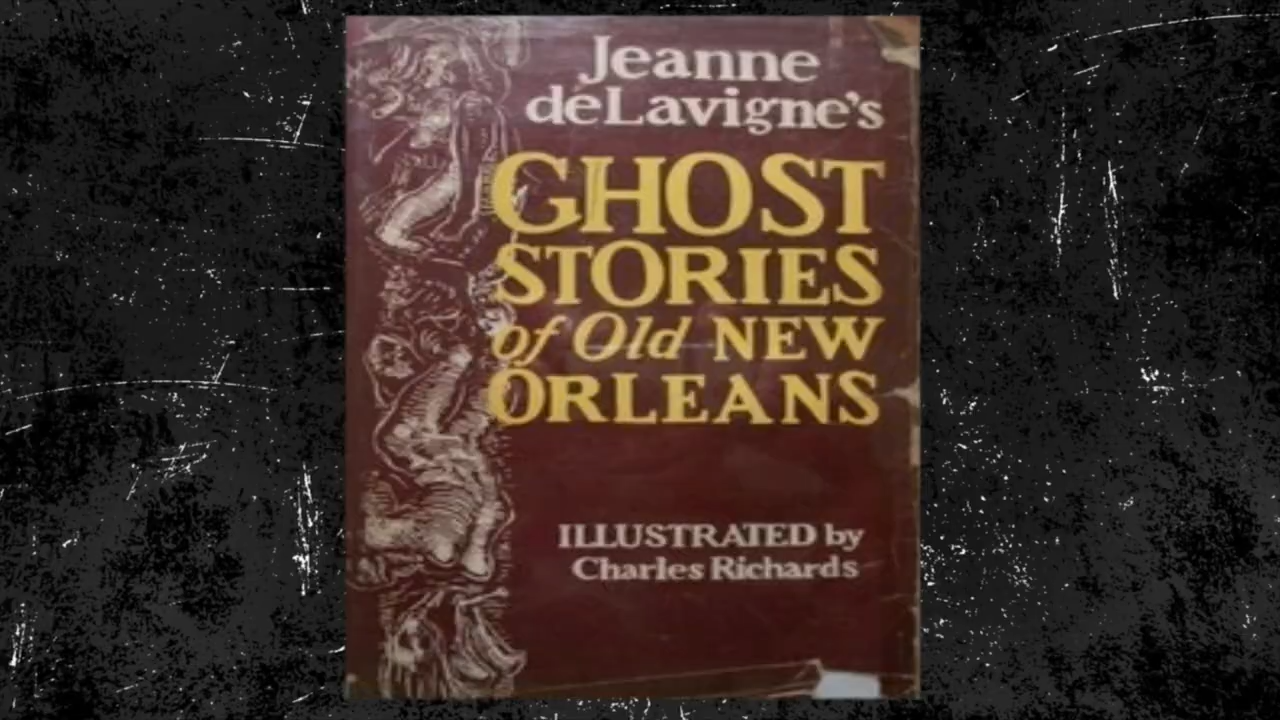 Jeanne
deLavigne's
GHOST
STORIES
of Old NEW
ORLEANS
ILLUSTRATED by
Charles Richards